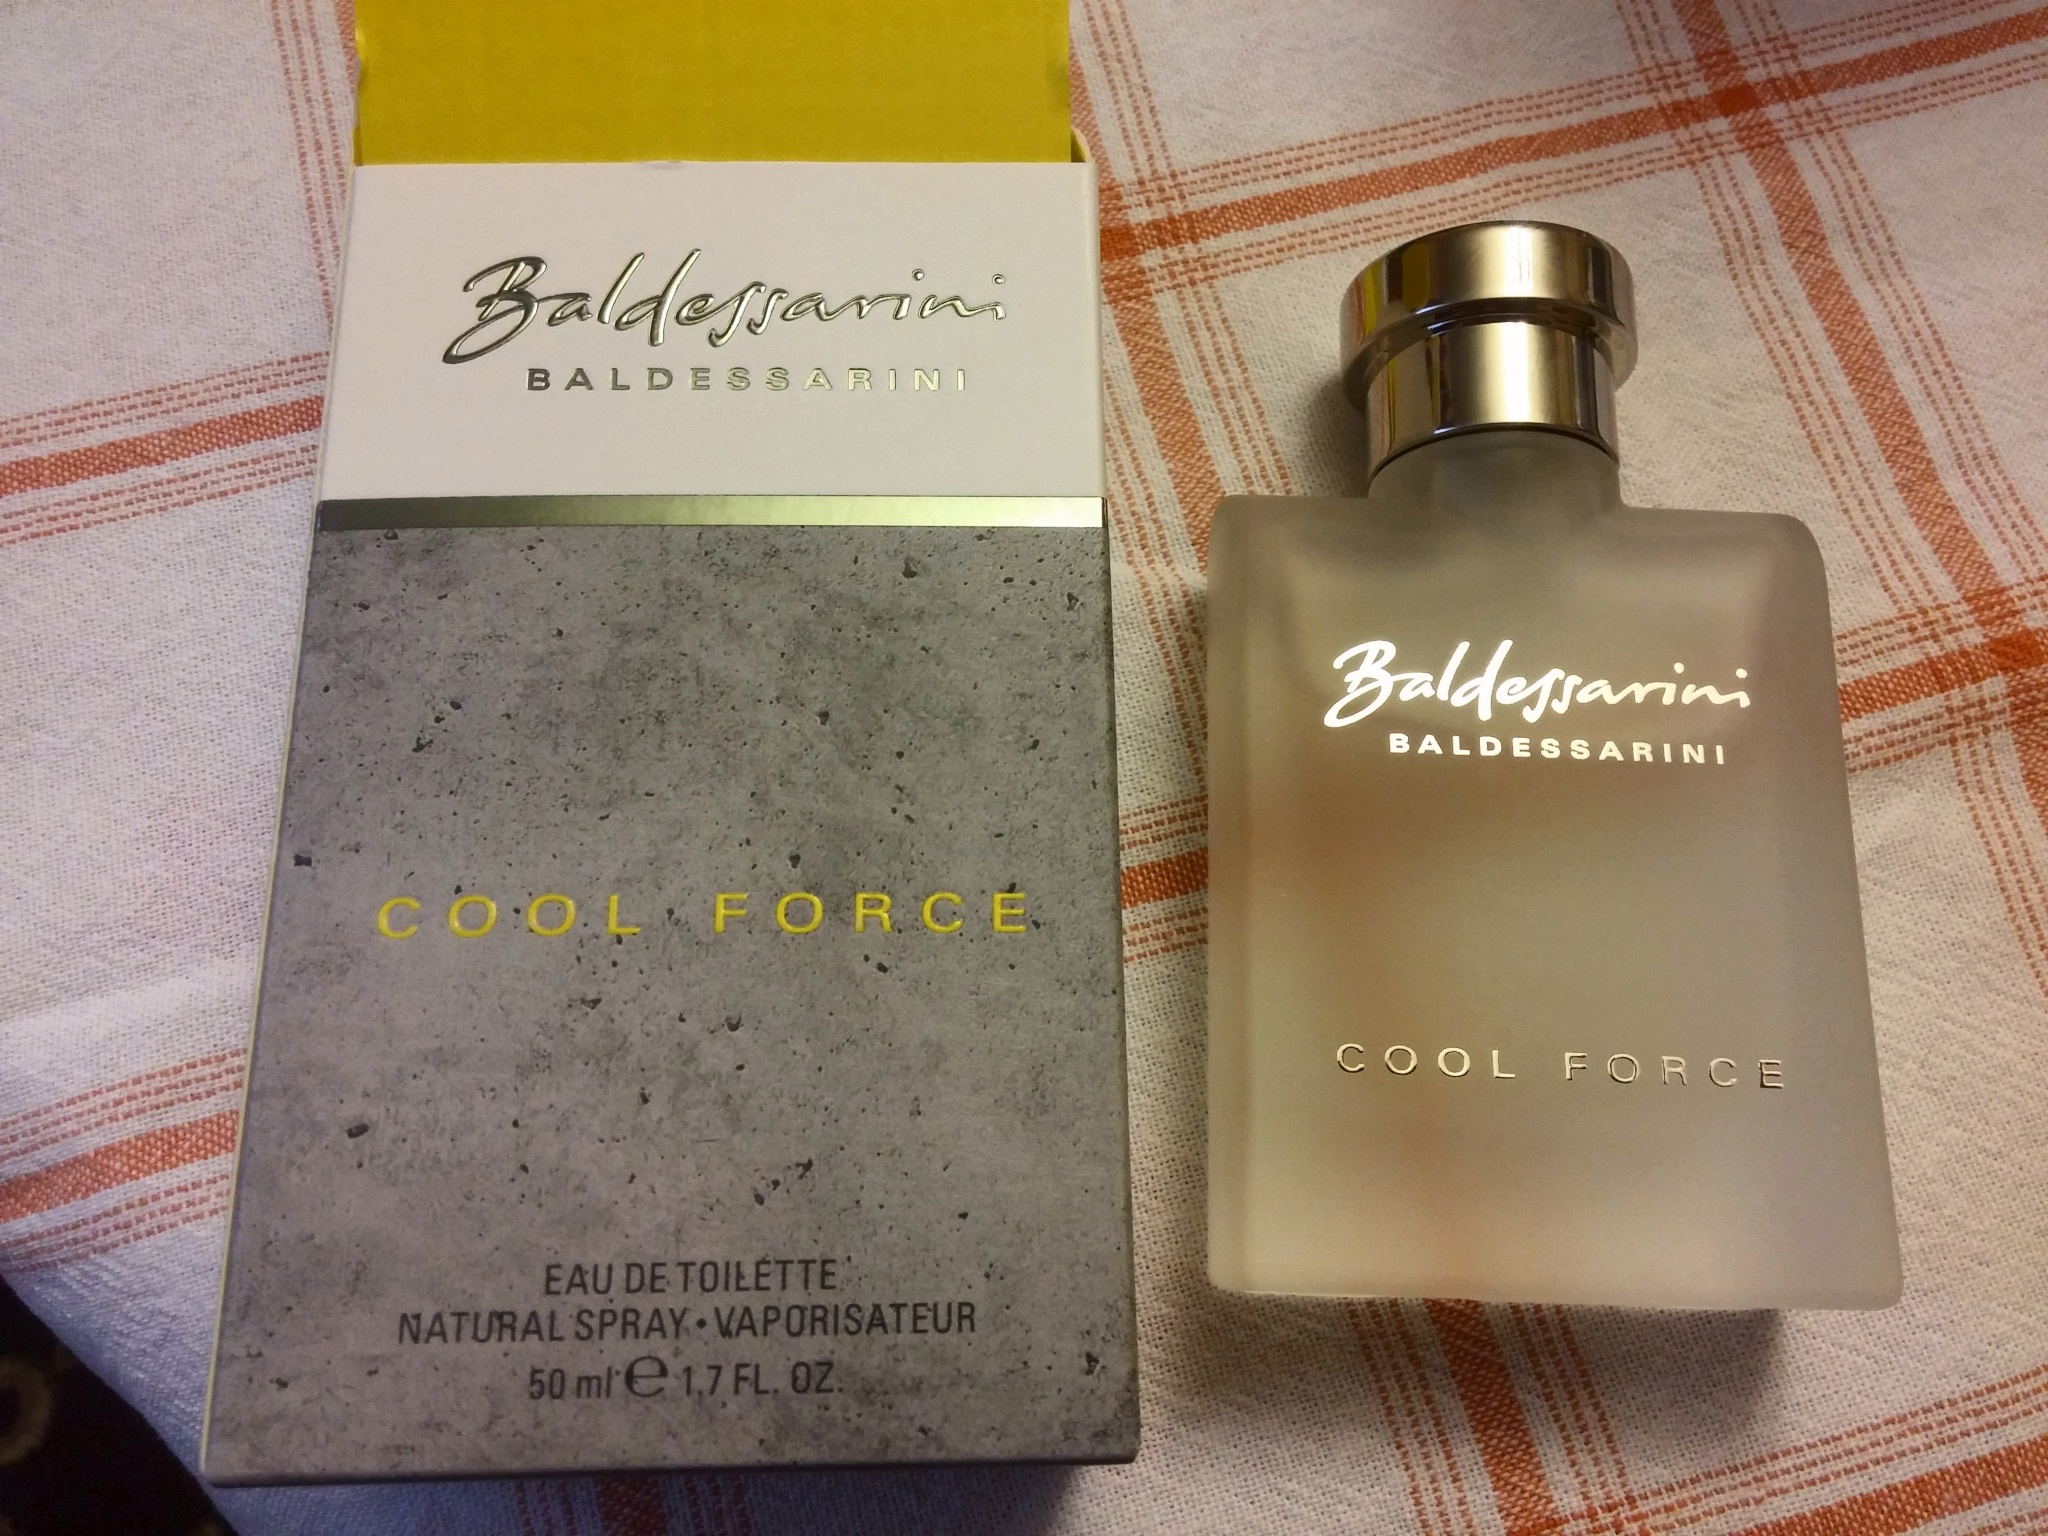 Baldessarini
BALDESSARINI
COOL FORCE
EAU DE TOILETTE
NATURAL SPRAY • VAPORISATEUR
50 ml ℮ 1,7 FL. OZ.
Baldessarini
BALDESSARINI
COOL FORCE